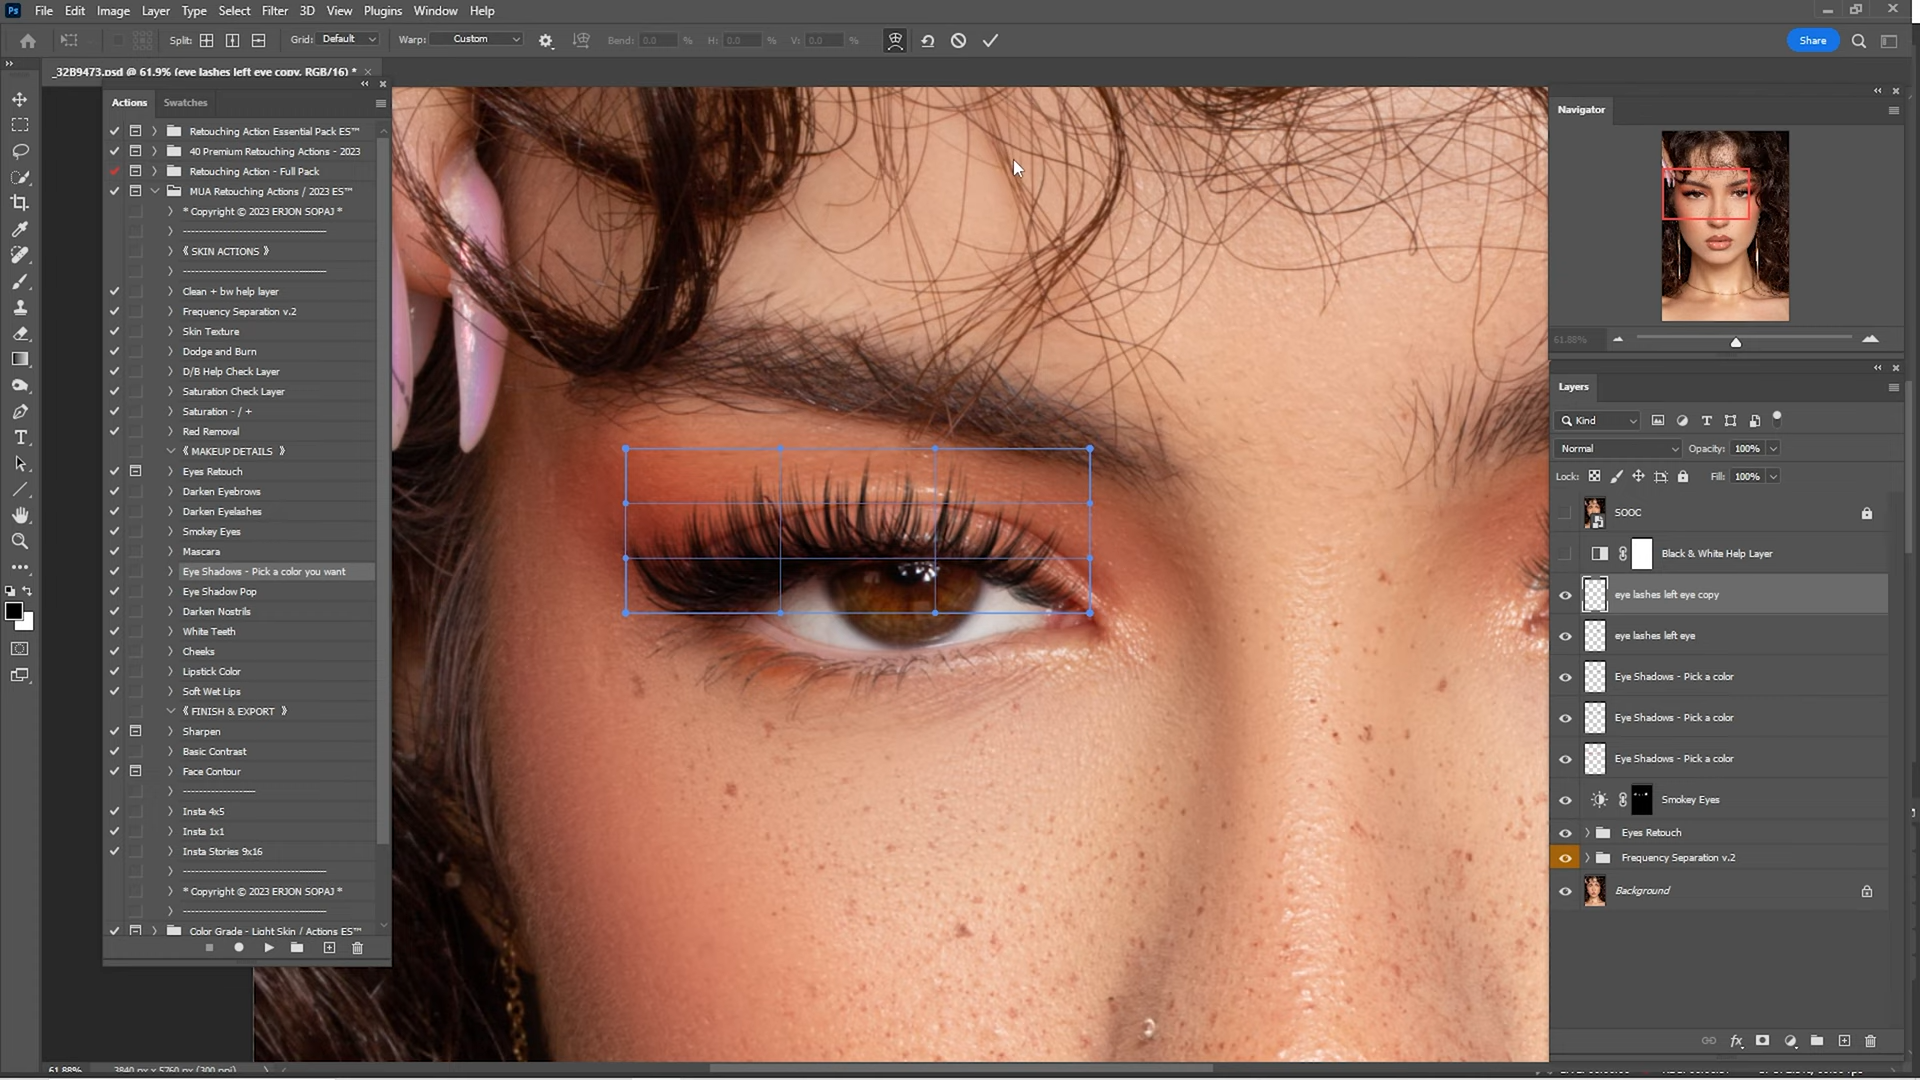 Ps File Edit Image Layer Type Select Filter 3D View Plugins Window Help
Split: Grid: Default Warp: Custom Bend: 0.0 % H: 0.0 % V: 0.0 % Share
_32B9473.psd @ 61.9% (eye lashes left eye copy, RGB/16) *
Actions Swatches
Retouching Action Essential Pack ES™
40 Premium Retouching Actions - 2023
Retouching Action - Full Pack
MUA Retouching Actions / 2023 ES™
* Copyright © 2023 ERJON SOPAJ *
------------------------------------
《 SKIN ACTIONS 》
------------------------------------
Clean + bw help layer
Frequency Separation v.2
Skin Texture
Dodge and Burn
D/B Help Check Layer
Saturation Check Layer
Saturation - / +
Red Removal
《 MAKEUP DETAILS 》
Eyes Retouch
Darken Eyebrows
Darken Eyelashes
Smokey Eyes
Mascara
Eye Shadows - Pick a color you want
Eye Shadow Pop
Darken Nostrils
White Teeth
Cheeks
Lipstick Color
Soft Wet Lips
《 FINISH & EXPORT 》
Sharpen
Basic Contrast
Face Contour
------------------
Insta 4x5
Insta 1x1
Insta Stories 9x16
------------------------------------
* Copyright © 2023 ERJON SOPAJ *
------------------------------------
Color Grade - Light Skin / Actions ES™
61.88% 3840 px x 5760 px (300 ppi)
Navigator
61.88%
Layers
Kind
Normal Opacity: 100%
Lock: Fill: 100%
SOOC
Black & White Help Layer
eye lashes left eye copy
eye lashes left eye
Eye Shadows - Pick a color
Eye Shadows - Pick a color
Eye Shadows - Pick a color
Smokey Eyes
Eyes Retouch
Frequency Separation v.2
Background
fx